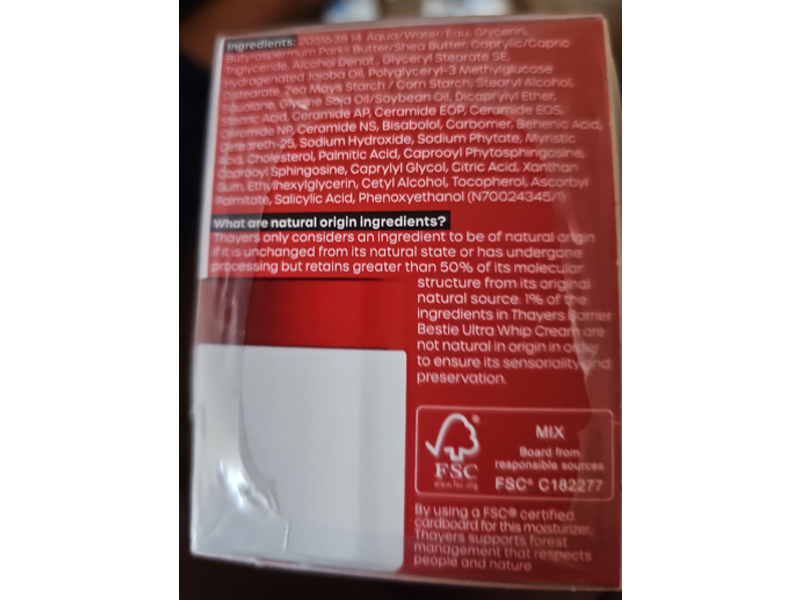 Ingredients: 2051638 14 Aqua/Water/Eau, Glycerin,
Butyrospermum Parkii Butter/Shea Butter, Caprylic/Capric
Triglyceride, Alcohol Denat., Glyceryl Stearate SE,
Hydrogenated Jojoba Oil, Polyglyceryl-3 Methylglucose
Distearate, Zea Mays Starch / Corn Starch, Stearyl Alcohol,
Squalane, Glycine Soja Oil/Soybean Oil, Dicaprylyl Ether,
Stearic Acid, Ceramide AP, Ceramide EOP, Ceramide EOS,
Ceramide NP, Ceramide NS, Bisabolol, Carbomer, Behenic Acid,
Ceteareth-25, Sodium Hydroxide, Sodium Phytate, Myristic
Acid, Cholesterol, Palmitic Acid, Caprooyl Phytosphingosine,
Caprooyl Sphingosine, Caprylyl Glycol, Citric Acid, Xanthan
Gum, Ethylhexylglycerin, Cetyl Alcohol, Tocopherol, Ascorbyl
Palmitate, Salicylic Acid, Phenoxyethanol (N70024345/1)
What are natural origin ingredients?
Thayers only considers an ingredient to be of natural origin
if it is unchanged from its natural state or has undergone
processing but retains greater than 50% of its molecular
structure from its original
natural source. 1% of the
ingredients in Thayers Barrier
Bestie Ultra Whip Cream are
not natural in origin in order
to ensure its sensoriality and
preservation.
FSC
www.fsc.org
MIX
Board from
responsible sources
FSC® C182277
By using a FSC® certified
cardboard for this moisturizer,
Thayers supports forest
management that respects
people and nature.